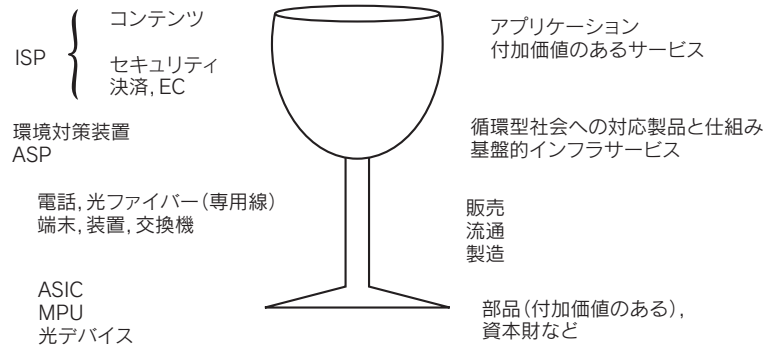 コンテンツ
ISP
セキュリティ
決済, EC
環境対策装置
ASP
電話, 光ファイバー（専用線）
端末, 装置, 交換機
ASIC
MPU
光デバイス
アプリケーション
付加価値のあるサービス
循環型社会への対応製品と仕組み
基盤的インフラサービス
販売
流通
製造
部品（付加価値のある）,
資本財など